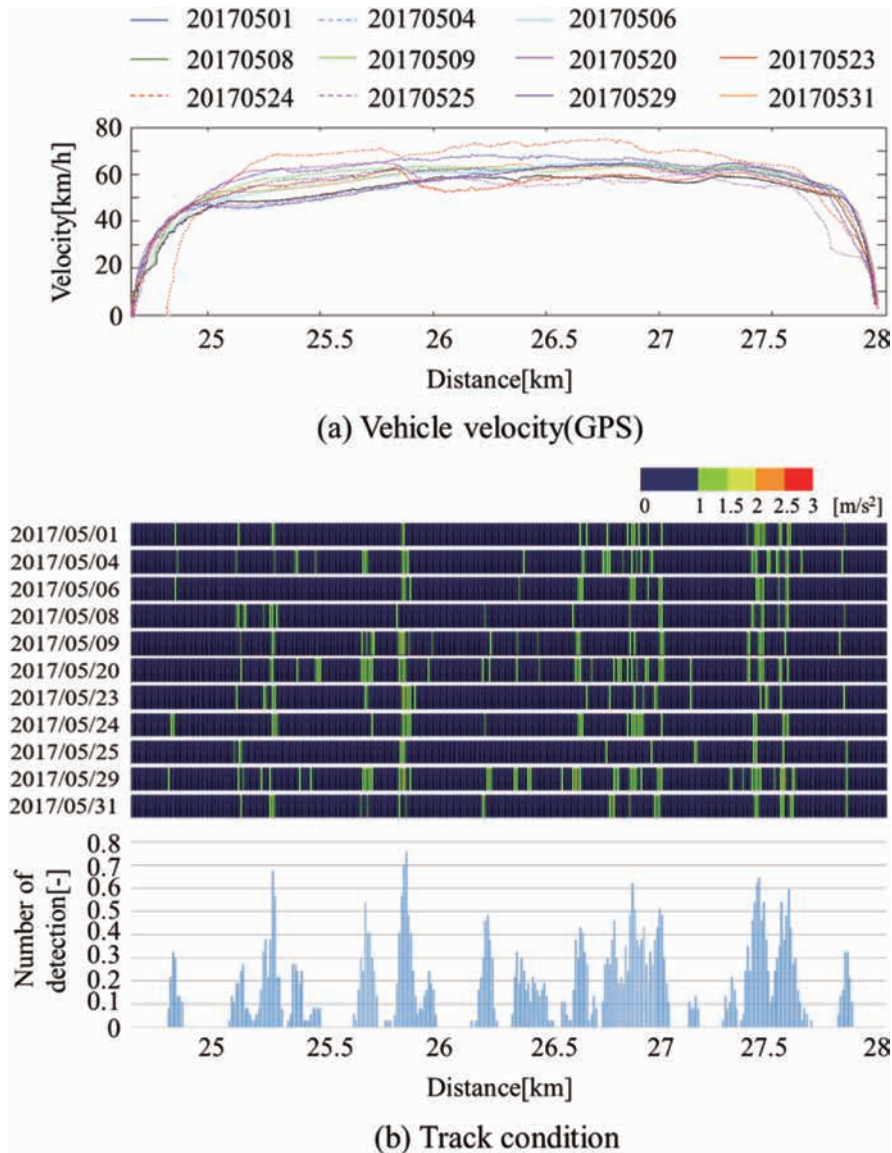 20170501 20170504 20170506
20170508 20170509 20170520 20170523
20170524 20170525 20170529 20170531
Velocity[km/h]
80
60
40
20
0
25 25.5 26 26.5 27 27.5 28
Distance[km]
(a) Vehicle velocity(GPS)
0 1 1.5 2 2.5 3 [m/s²]
2017/05/01
2017/05/04
2017/05/06
2017/05/08
2017/05/09
2017/05/20
2017/05/23
2017/05/24
2017/05/25
2017/05/29
2017/05/31
Number of
detection[-]
0.8
0.7
0.6
0.5
0.4
0.3
0.2
0.1
0
25 25.5 26 26.5 27 27.5 28
Distance[km]
(b) Track condition